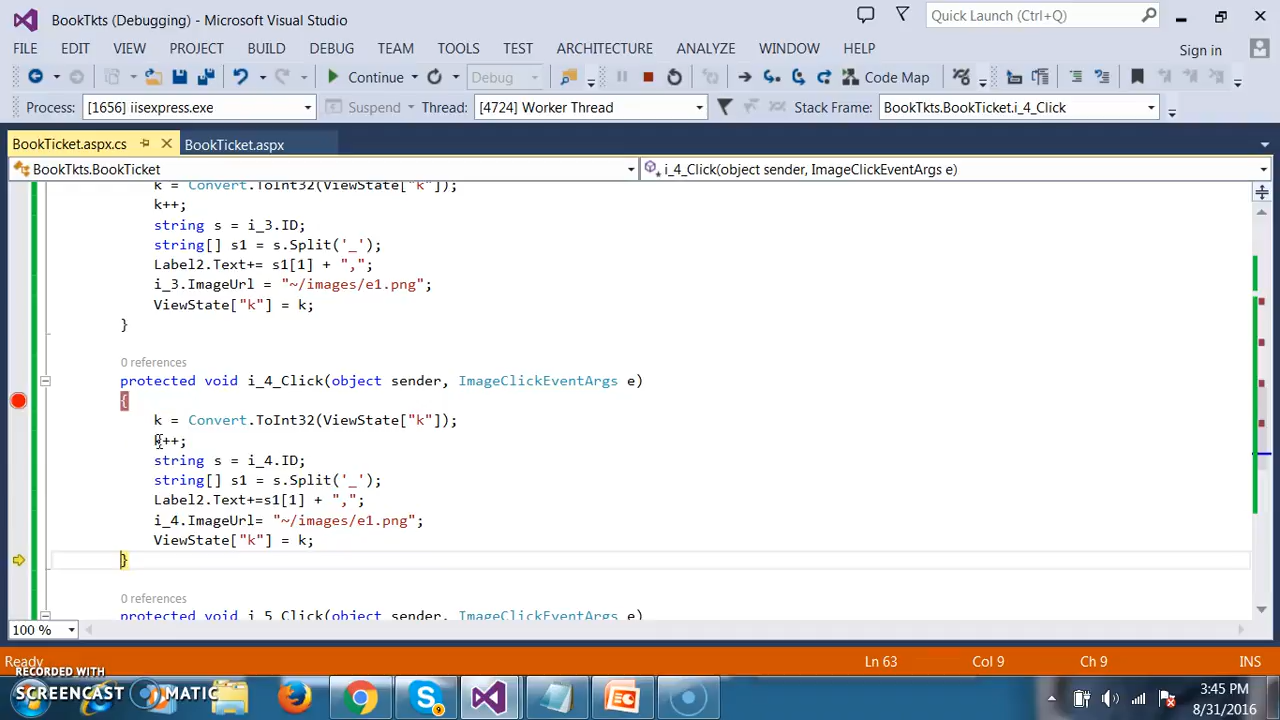 BookTkts (Debugging) - Microsoft Visual Studio
Quick Launch (Ctrl+Q)
FILE EDIT VIEW PROJECT BUILD DEBUG TEAM TOOLS TEST ARCHITECTURE ANALYZE WINDOW HELP
Sign in
Continue
Debug
Code Map
Process: [1656] iisexpress.exe
Suspend
Thread: [4724] Worker Thread
Stack Frame: BookTkts.BookTicket.i_4_Click
BookTicket.aspx.cs
BookTicket.aspx
BookTkts.BookTicket
i_4_Click(object sender, ImageClickEventArgs e)
k = Convert.ToInt32(ViewState["k"]);
k++;
string s = i_3.ID;
string[] s1 = s.Split('_');
Label2.Text+= s1[1] + ",";
i_3.ImageUrl = "~/images/e1.png";
ViewState["k"] = k;
}
0 references
protected void i_4_Click(object sender, ImageClickEventArgs e)
{
k = Convert.ToInt32(ViewState["k"]);
k++;
string s = i_4.ID;
string[] s1 = s.Split('_');
Label2.Text+=s1[1] + ",";
i_4.ImageUrl= "~/images/e1.png";
ViewState["k"] = k;
}
0 references
protected void i_5_Click(object sender, ImageClickEventArgs e)
100 %
Ready
Ln 63
Col 9
Ch 9
INS
RECORDED WITH
SCREENCAST MATIC
9
3:45 PM
8/31/2016